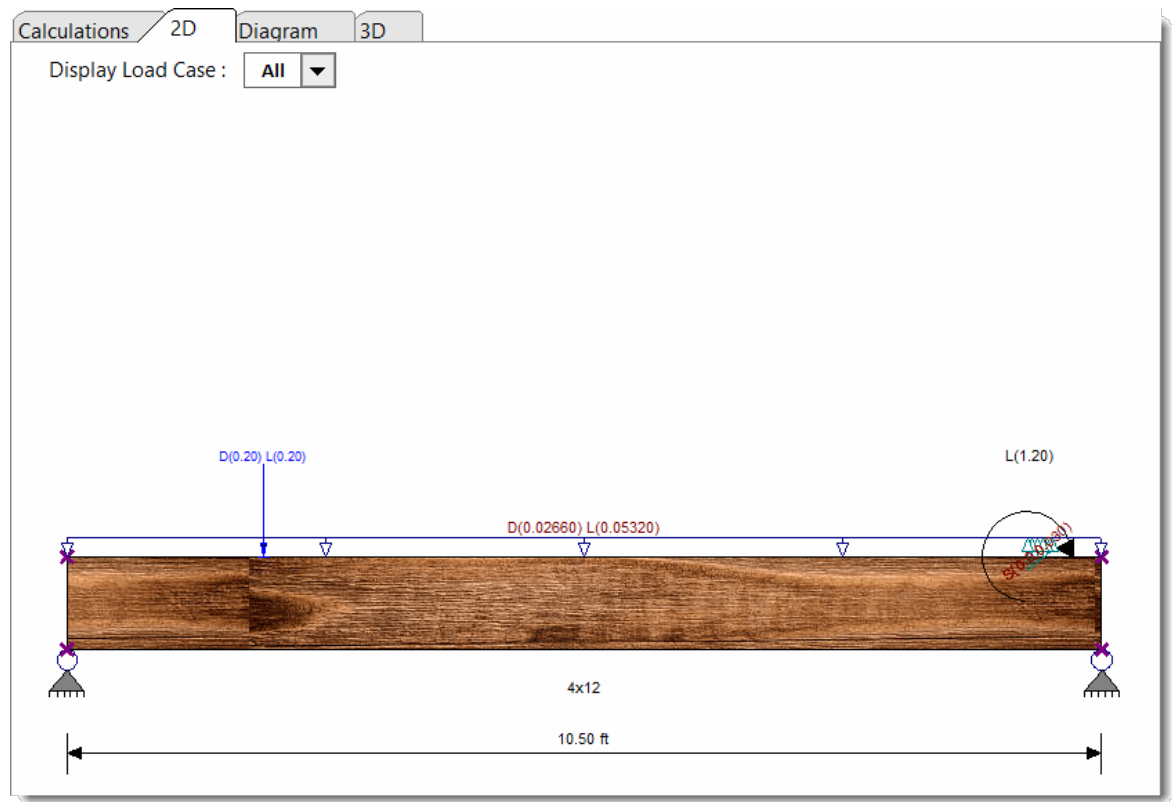 Calculations 2D Diagram 3D
Display Load Case : All
D(0.20) L(0.20)
L(1.20)
D(0.02660) L(0.05320)
4x12
10.50 ft